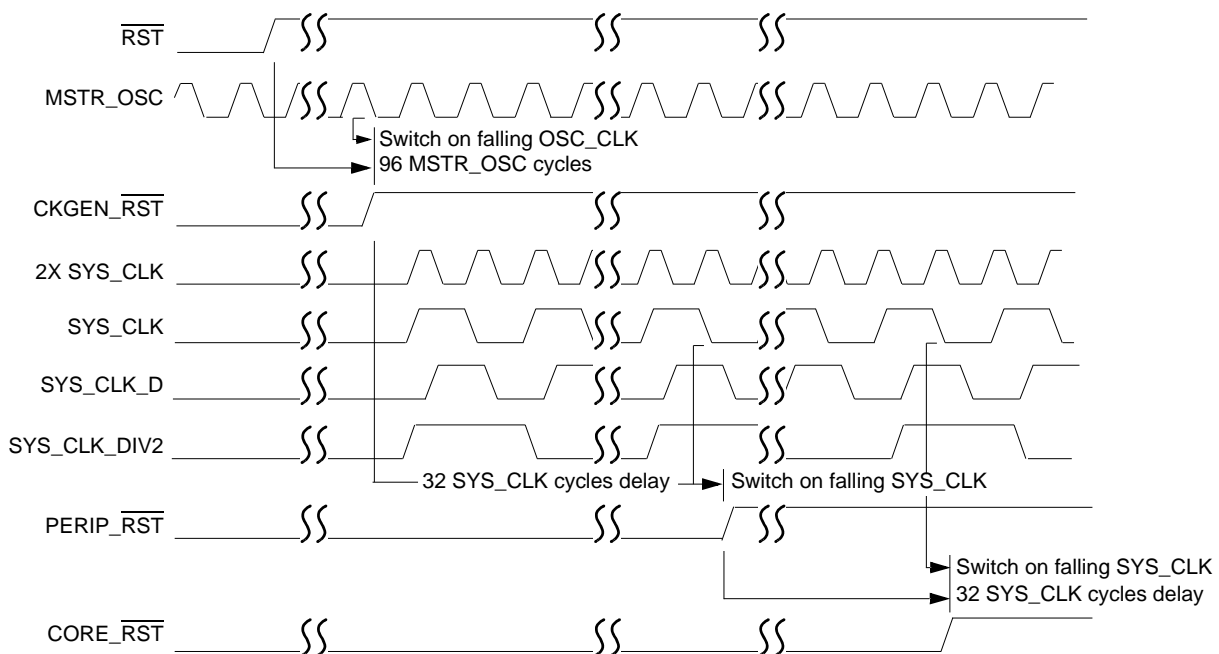 RST
MSTR_OSC
Switch on falling OSC_CLK
96 MSTR_OSC cycles
CKGEN_RST
2X SYS_CLK
SYS_CLK
SYS_CLK_D
SYS_CLK_DIV2
32 SYS_CLK cycles delay
Switch on falling SYS_CLK
PERIP_RST
Switch on falling SYS_CLK
32 SYS_CLK cycles delay
CORE_RST